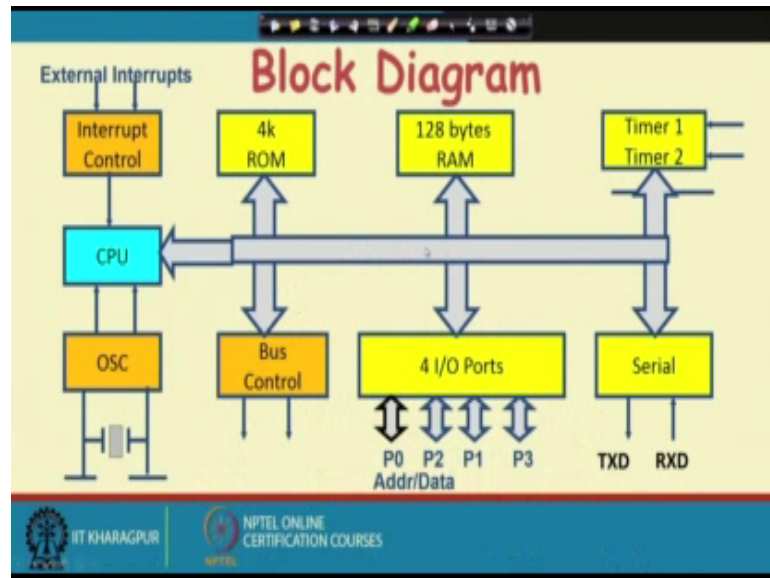 Block Diagram
External Interrupts
Interrupt
Control
4k
ROM
128 bytes
RAM
Timer 1
Timer 2
CPU
OSC
Bus
Control
4 I/O Ports
Serial
P0 P2 P1 P3
Addr/Data
TXD RXD
IIT KHARAGPUR
NPTEL ONLINE
CERTIFICATION COURSES
NPTEL